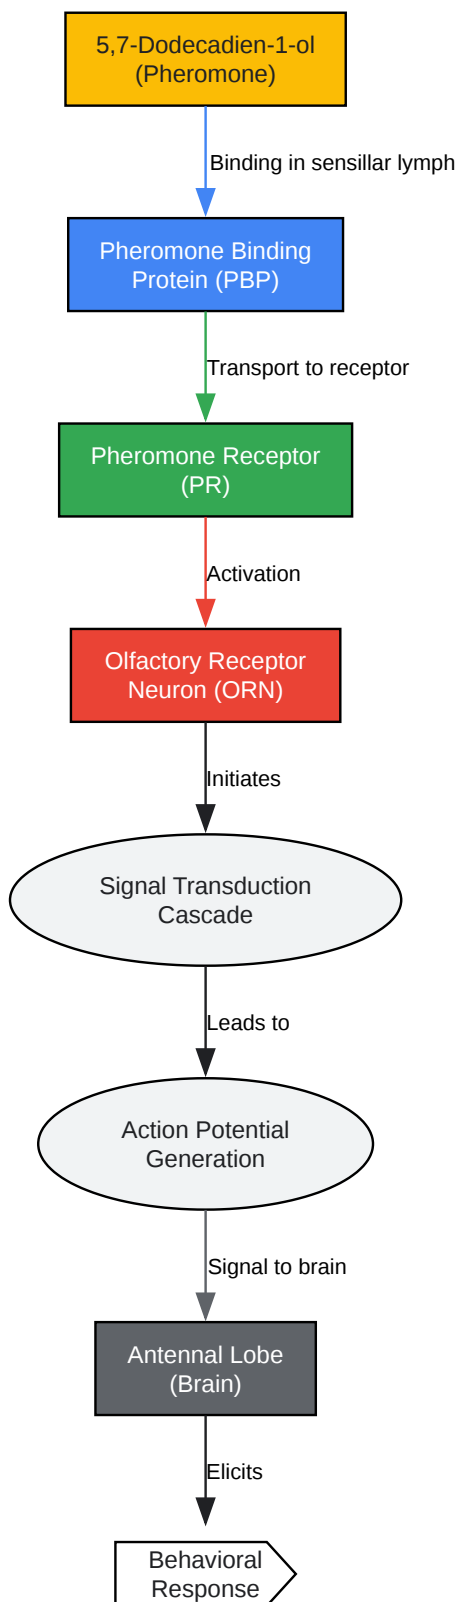 5,7-Dodecadien-1-ol
(Pheromone)
Binding in sensillar lymph
Pheromone Binding
Protein (PBP)
Transport to receptor
Pheromone Receptor
(PR)
Activation
Olfactory Receptor
Neuron (ORN)
Initiates
Signal Transduction
Cascade
Leads to
Action Potential
Generation
Signal to brain
Antennal Lobe
(Brain)
Elicits
Behavioral
Response